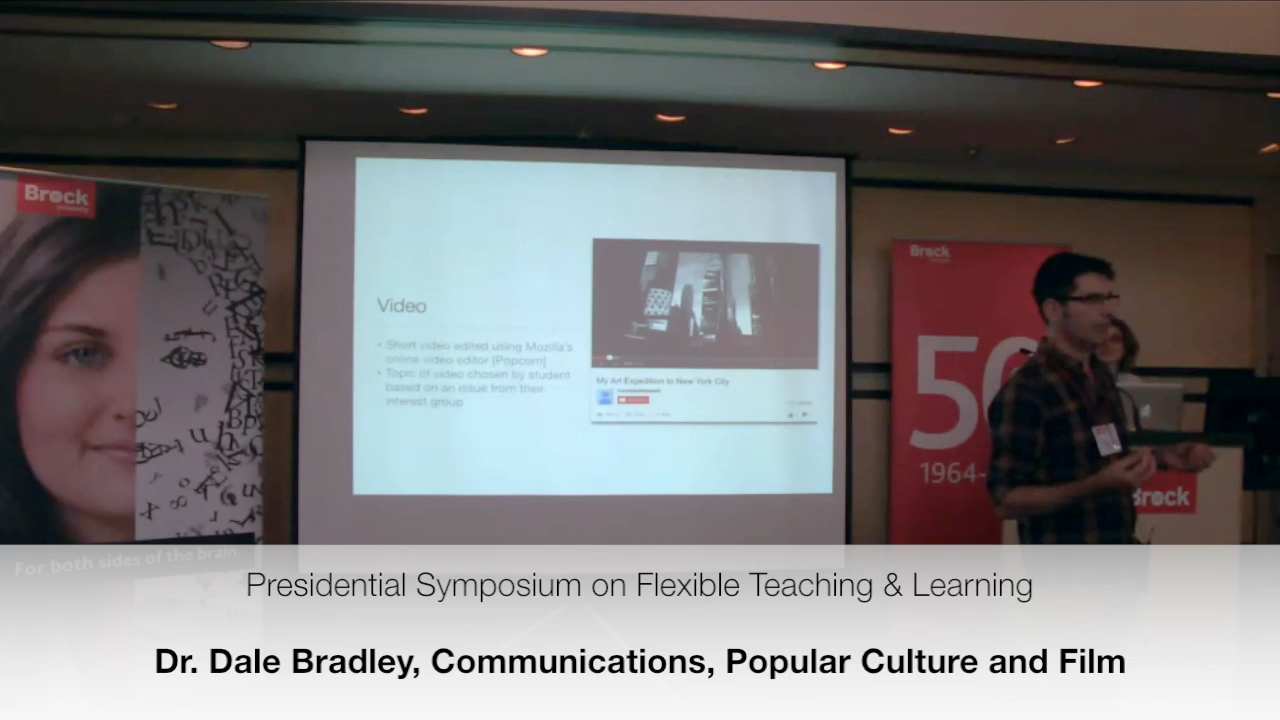 Brock
Brock
Video
• Short video edited using Mozilla's
online video editor [Popcorn]
• Topic of video chosen by student
based on an issue from their
interest group
My Art Expedition to New York City
50
1964-
Brock
For both sides of the brain
Presidential Symposium on Flexible Teaching & Learning
Dr. Dale Bradley, Communications, Popular Culture and Film